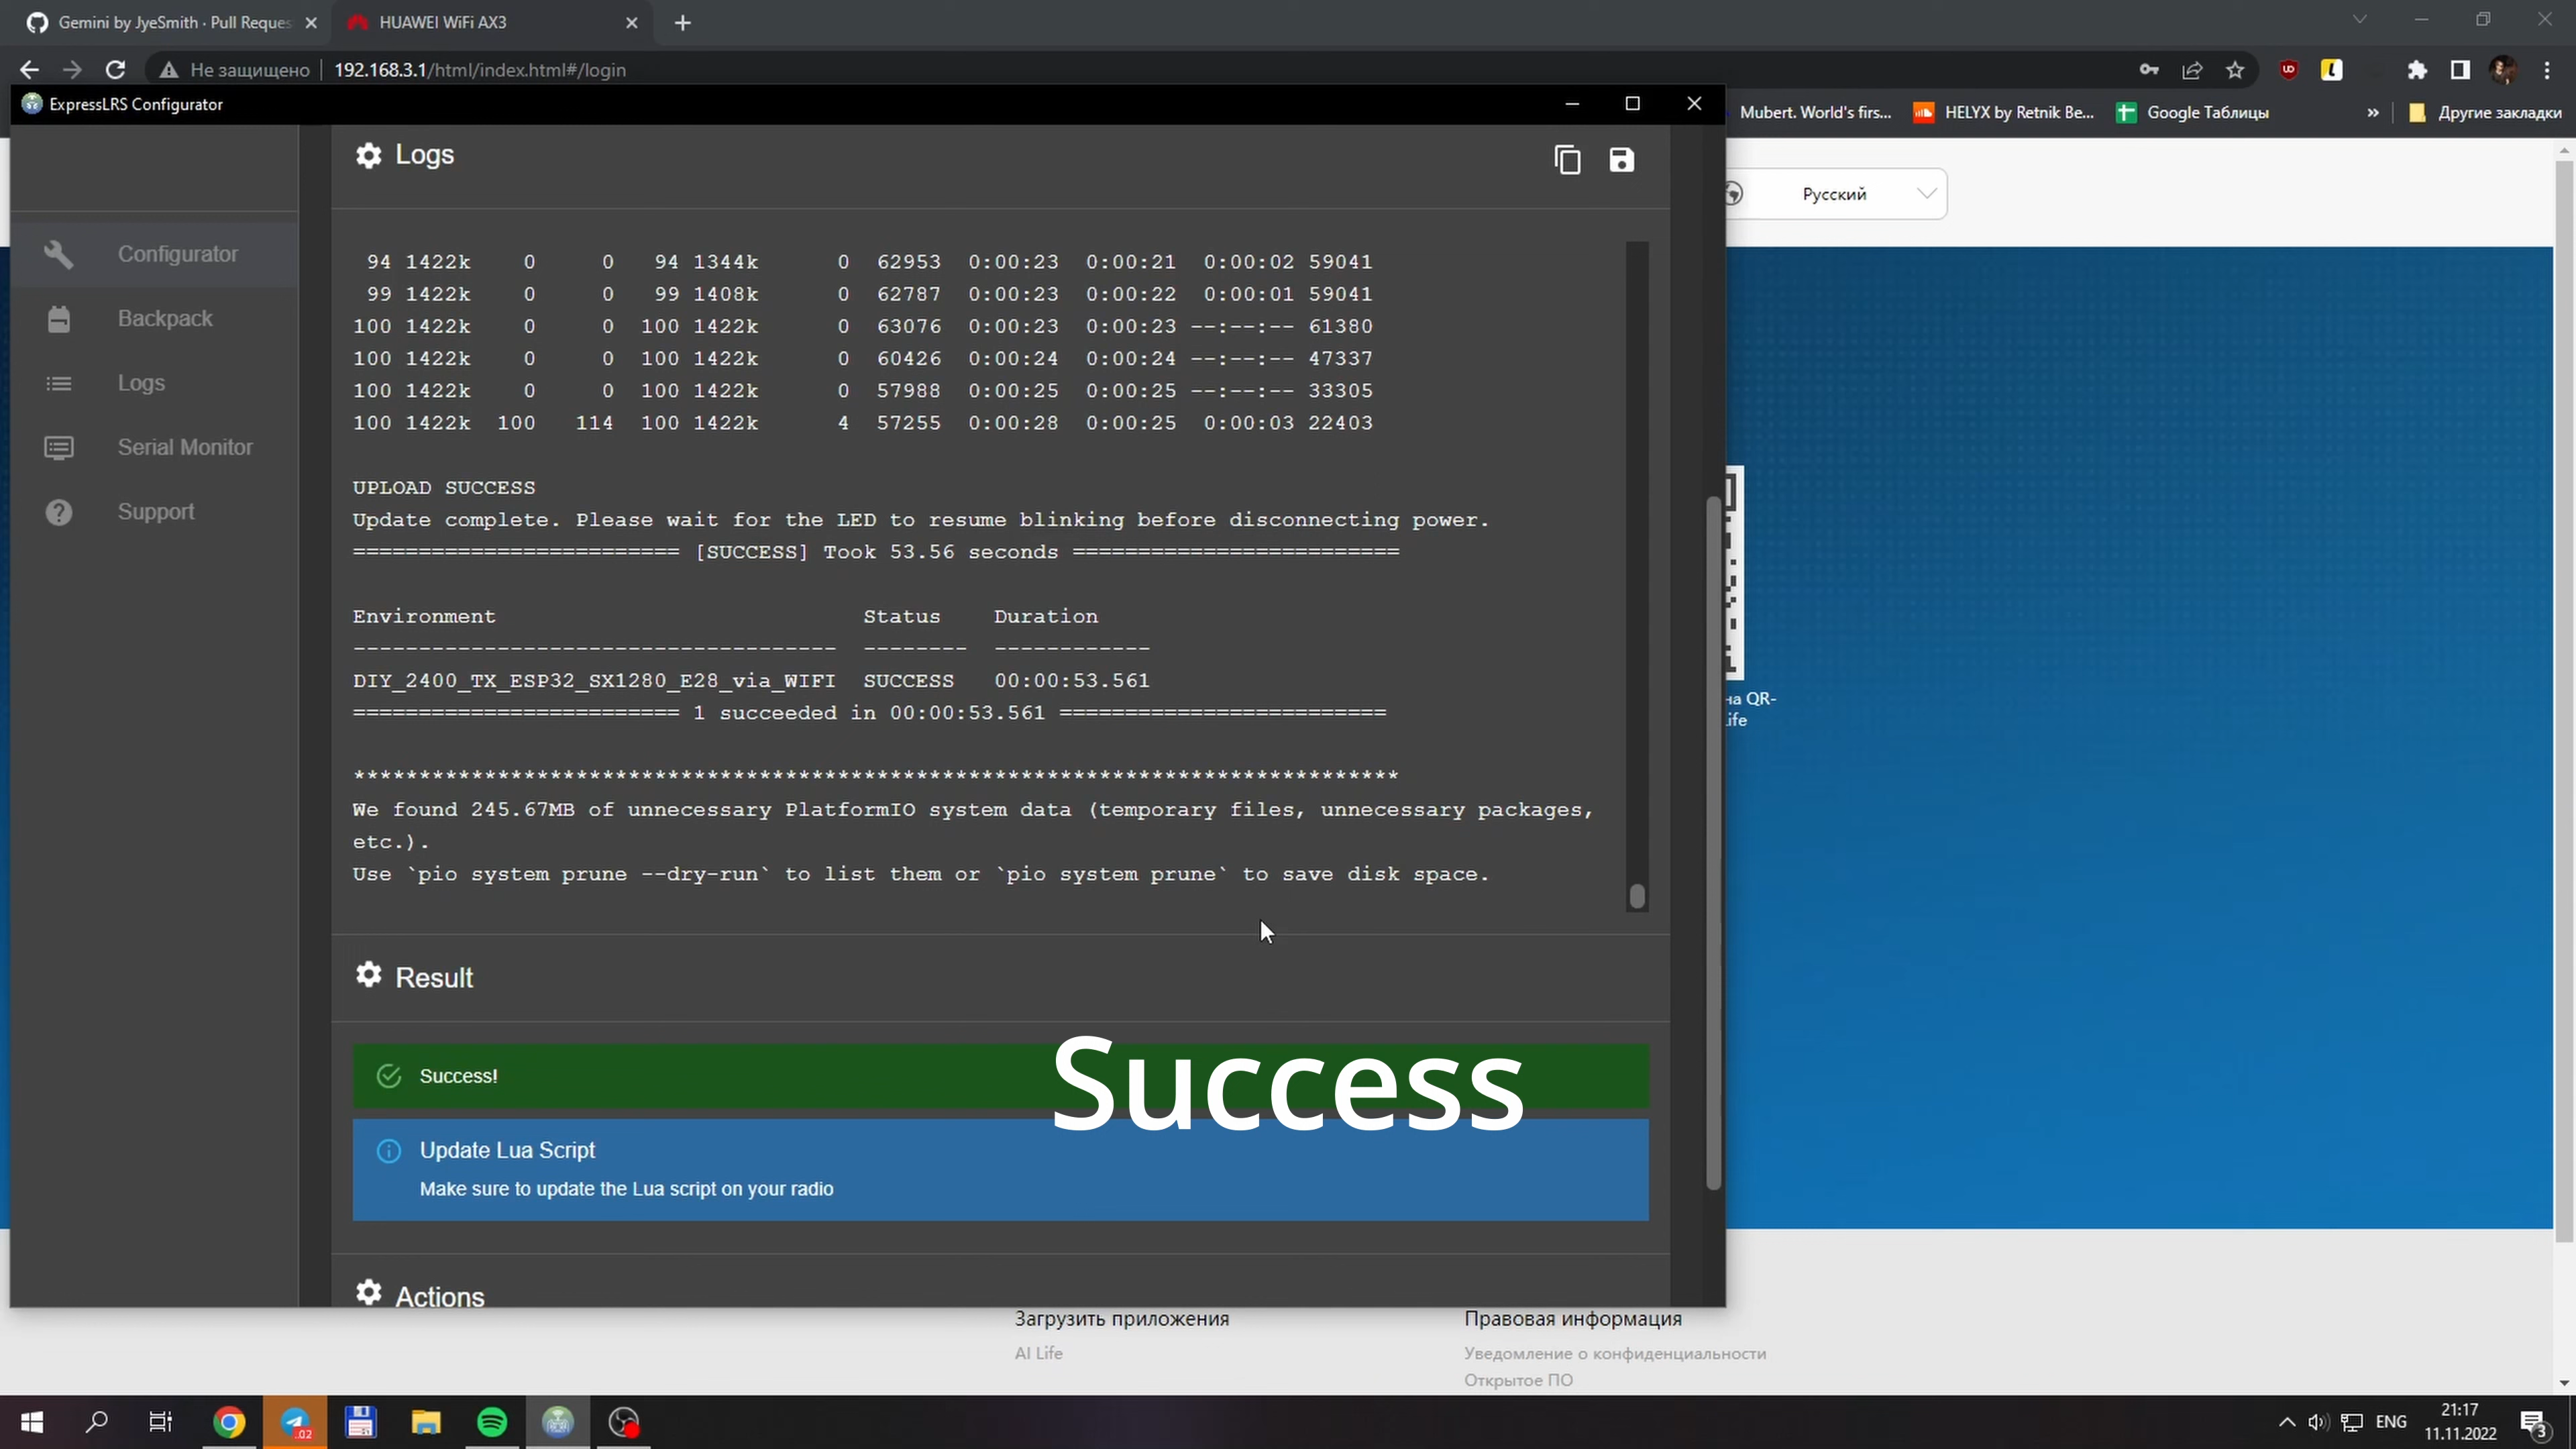 Gemini by JyeSmith · Pull Reques
HUAWEI WiFi AX3
Не защищено
192.168.3.1/html/index.html#/login
Mubert. World's firs...
HELYX by Retnik Be...
Google Таблицы
»
Другие закладки
ExpressLRS Configurator
Русский
Configurator
Backpack
Logs
Serial Monitor
Support
Logs
94 1422k 0 0 94 1344k 0 62953 0:00:23 0:00:21 0:00:02 59041
99 1422k 0 0 99 1408k 0 62787 0:00:23 0:00:22 0:00:01 59041
100 1422k 0 0 100 1422k 0 63076 0:00:23 0:00:23 --:--:-- 61380
100 1422k 0 0 100 1422k 0 60426 0:00:24 0:00:24 --:--:-- 47337
100 1422k 0 0 100 1422k 0 57988 0:00:25 0:00:25 --:--:-- 33305
100 1422k 100 114 100 1422k 4 57255 0:00:28 0:00:25 0:00:03 22403
UPLOAD SUCCESS
Update complete. Please wait for the LED to resume blinking before disconnecting power.
========================= [SUCCESS] Took 53.56 seconds =========================
Environment Status Duration
------------------------------------- -------- ------------
DIY_2400_TX_ESP32_SX1280_E28_via_WIFI SUCCESS 00:00:53.561
========================= 1 succeeded in 00:00:53.561 =========================
********************************************************************************
We found 245.67MB of unnecessary PlatformIO system data (temporary files, unnecessary packages,
etc.).
Use `pio system prune --dry-run` to list them or `pio system prune` to save disk space.
на QR-
Life
Result
Success!
Success
Update Lua Script
Make sure to update the Lua script on your radio
Actions
Загрузить приложения
AI Life
Правовая информация
Уведомление о конфиденциальности
Открытое ПО
.02
ENG
21:17
11.11.2022
3